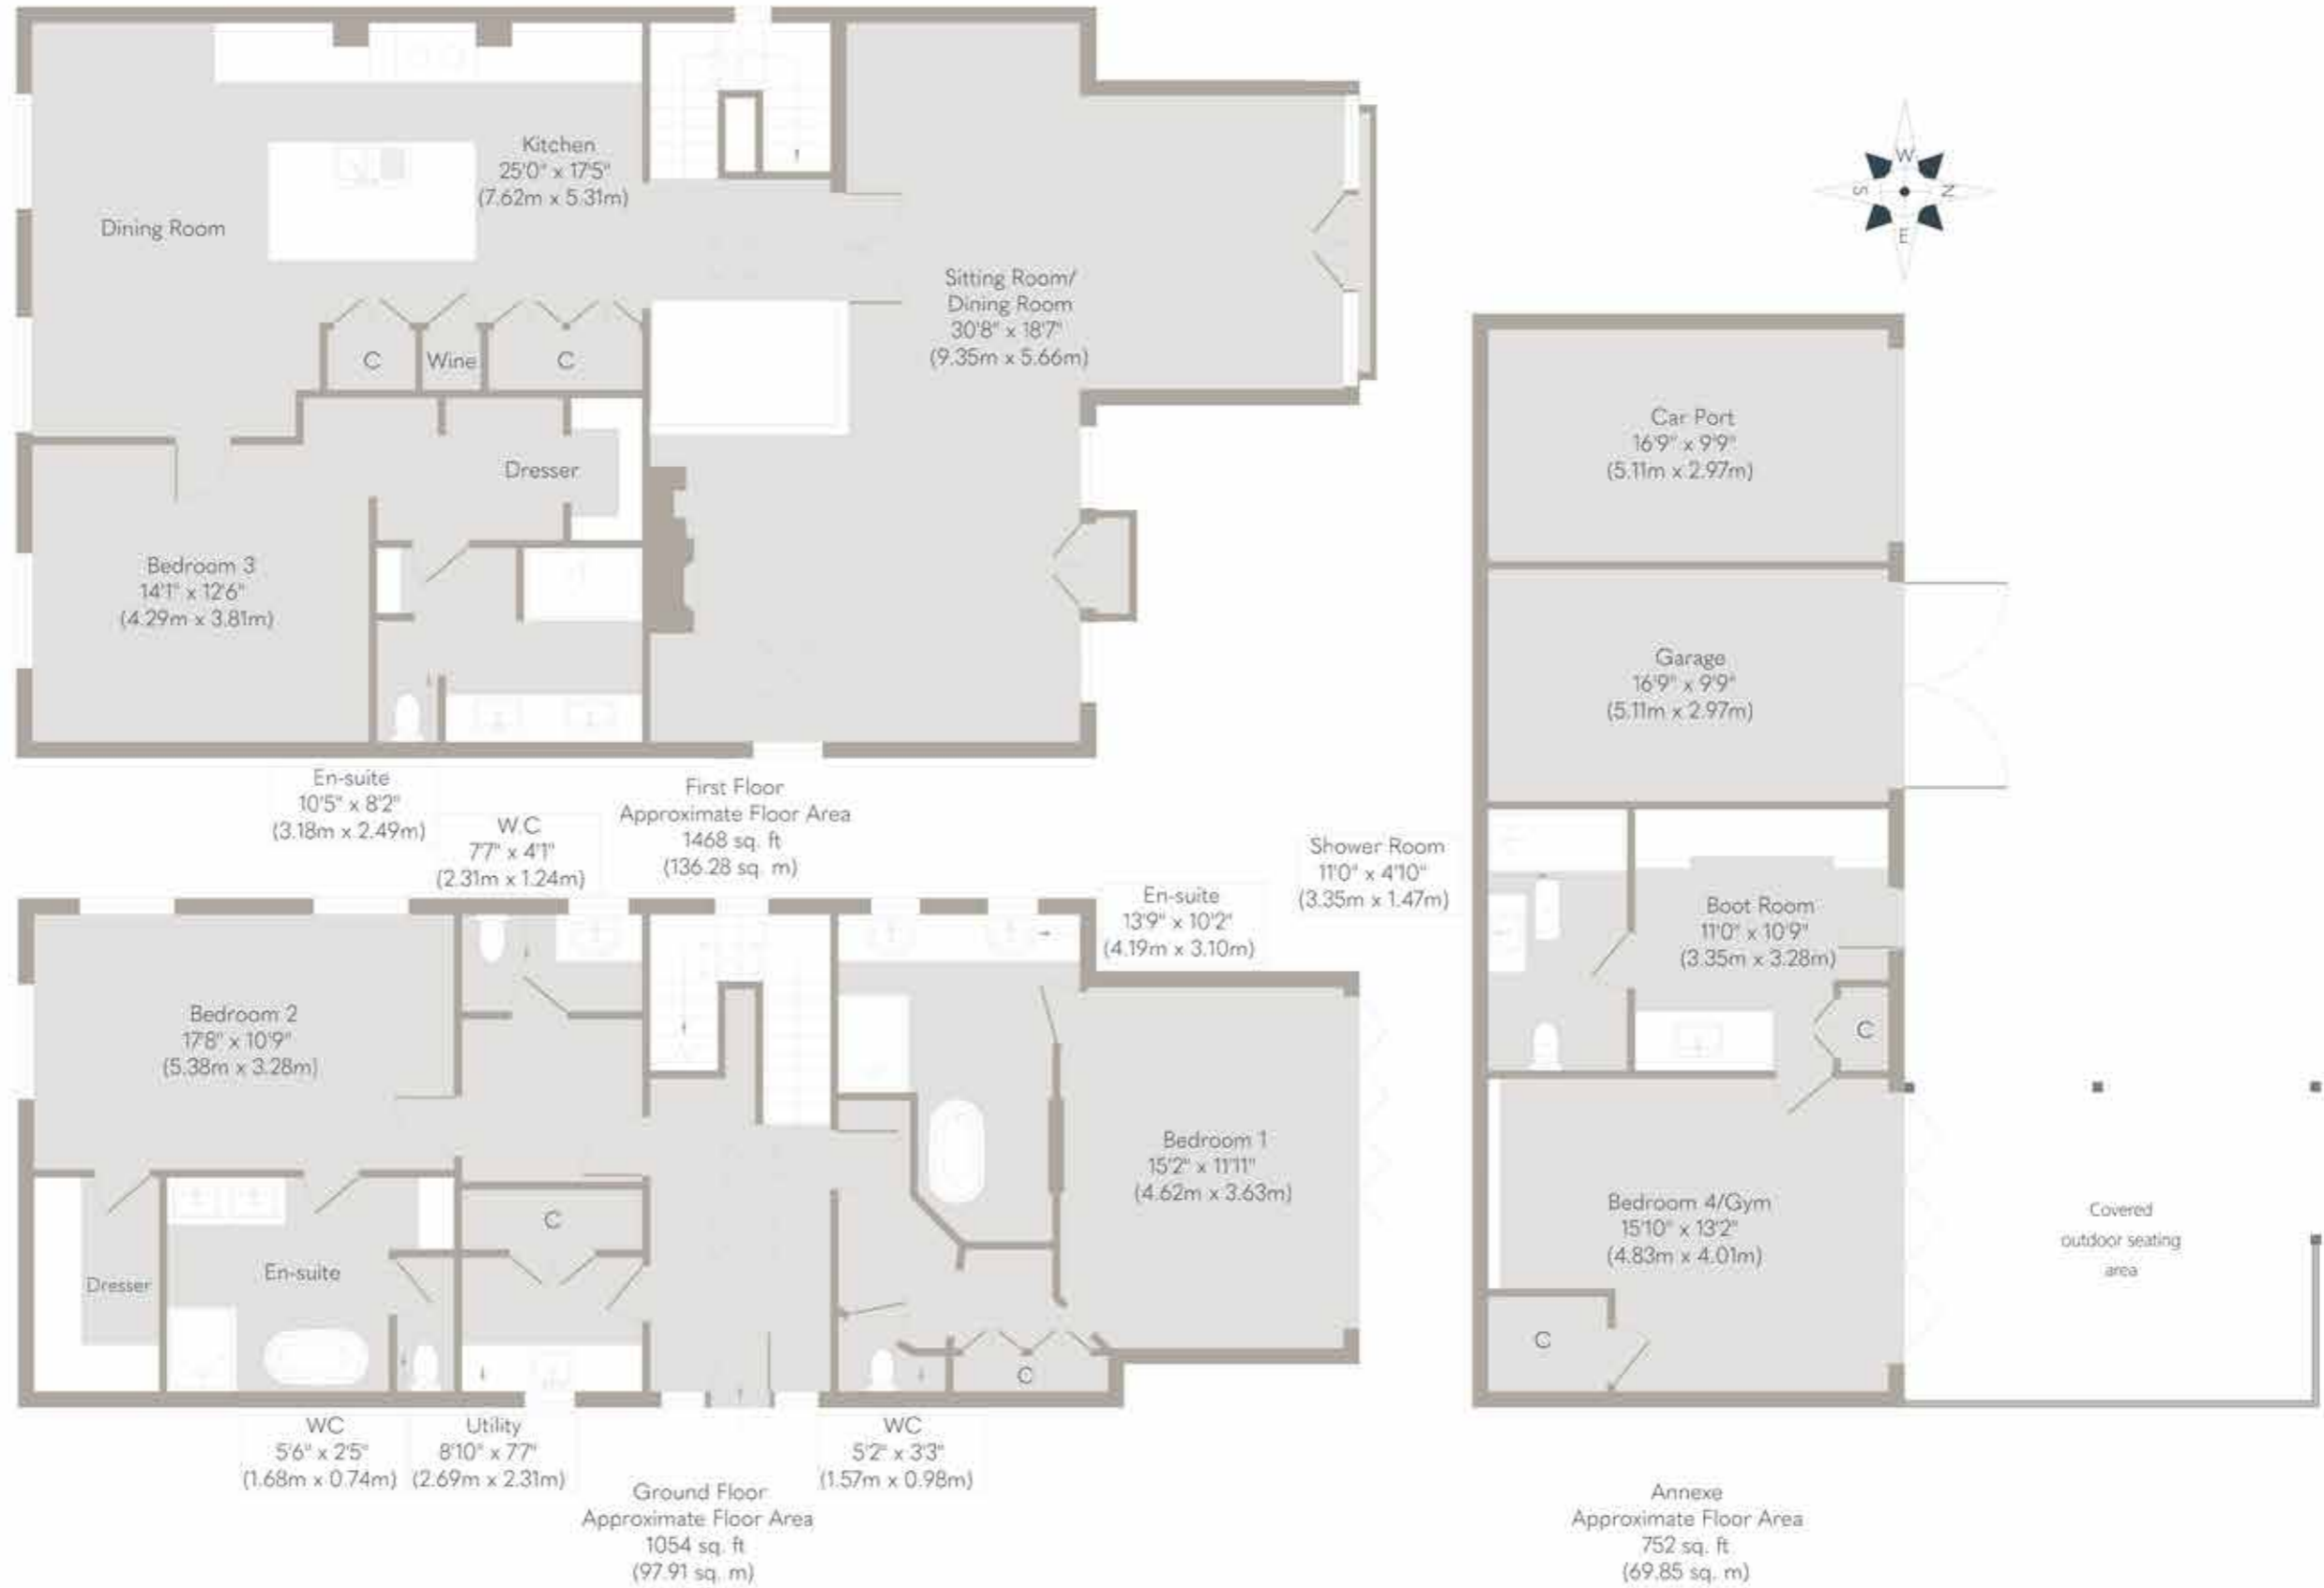 Kitchen
25'0" x 17'5"
(7.62m x 5.31m)
Dining Room
Sitting Room/
Dining Room
30'8" x 18'7"
(9.35m x 5.66m)
C
Wine
C
Dresser
Bedroom 3
14'1" x 12'6"
(4.29m x 3.81m)
En-suite
10'5" x 8'2"
(3.18m x 2.49m)
First Floor
Approximate Floor Area
1468 sq. ft
(136.28 sq. m)
W
S
N
E
Car Port
16'9" x 9'9"
(5.11m x 2.97m)
Garage
16'9" x 9'9"
(5.11m x 2.97m)
Shower Room
11'0" x 4'10"
(3.35m x 1.47m)
Boot Room
11'0" x 10'9"
(3.35m x 3.28m)
C
Bedroom 4/Gym
15'10" x 13'2"
(4.83m x 4.01m)
C
Covered
outdoor seating
area
Annexe
Approximate Floor Area
752 sq. ft
(69.85 sq. m)
W.C
7'7" x 4'1"
(2.31m x 1.24m)
En-suite
13'9" x 10'2"
(4.19m x 3.10m)
Bedroom 2
17'8" x 10'9"
(5.38m x 3.28m)
Bedroom 1
15'2" x 11'11"
(4.62m x 3.63m)
C
Dresser
En-suite
C
WC
5'6" x 2'5"
(1.68m x 0.74m)
Utility
8'10" x 7'7"
(2.69m x 2.31m)
WC
5'2" x 3'3"
(1.57m x 0.98m)
Ground Floor
Approximate Floor Area
1054 sq. ft
(97.91 sq. m)